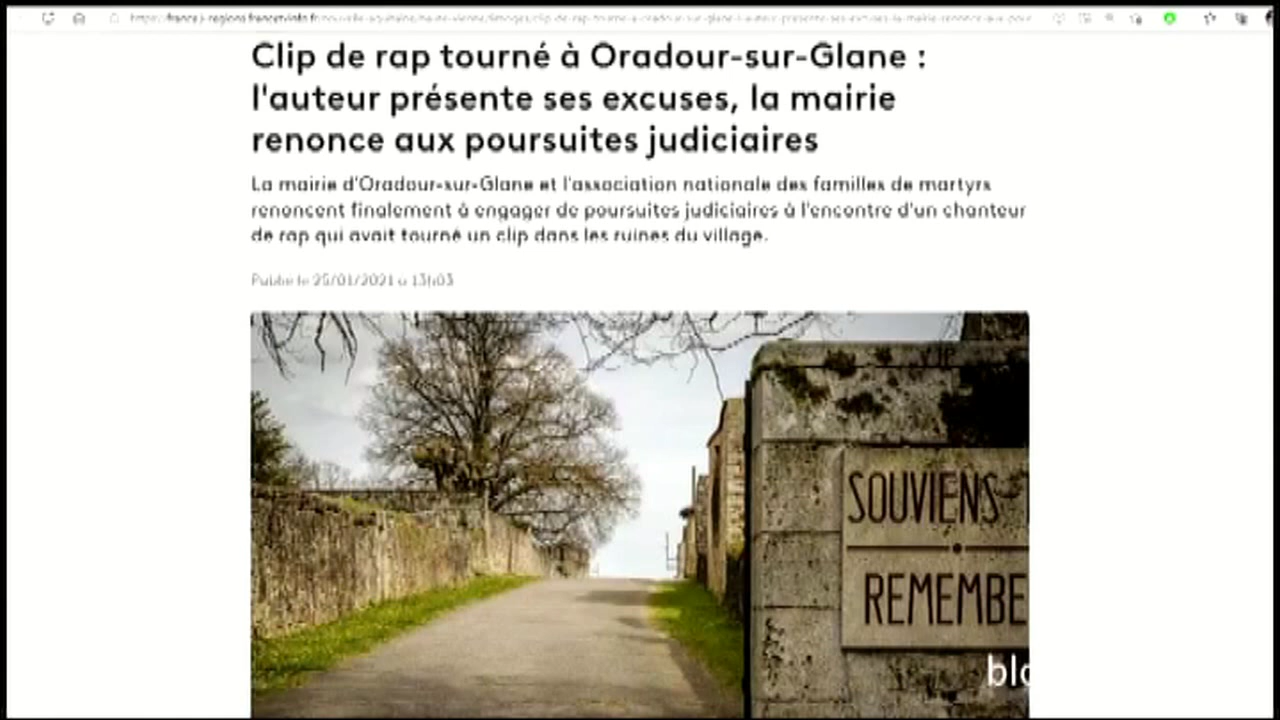 Clip de rap tourné à Oradour-sur-Glane :
l'auteur présente ses excuses, la mairie
renonce aux poursuites judiciaires
La mairie d'Oradour-sur-Glane et l'association nationale des familles de martyrs
renoncent finalement à engager de poursuites judiciaires à l'encontre d'un chanteur
de rap qui avait tourné un clip dans les ruines du village.
Publié le 25/01/2021 à 13h03
SOUVIENS-T
REMEMBE
blo